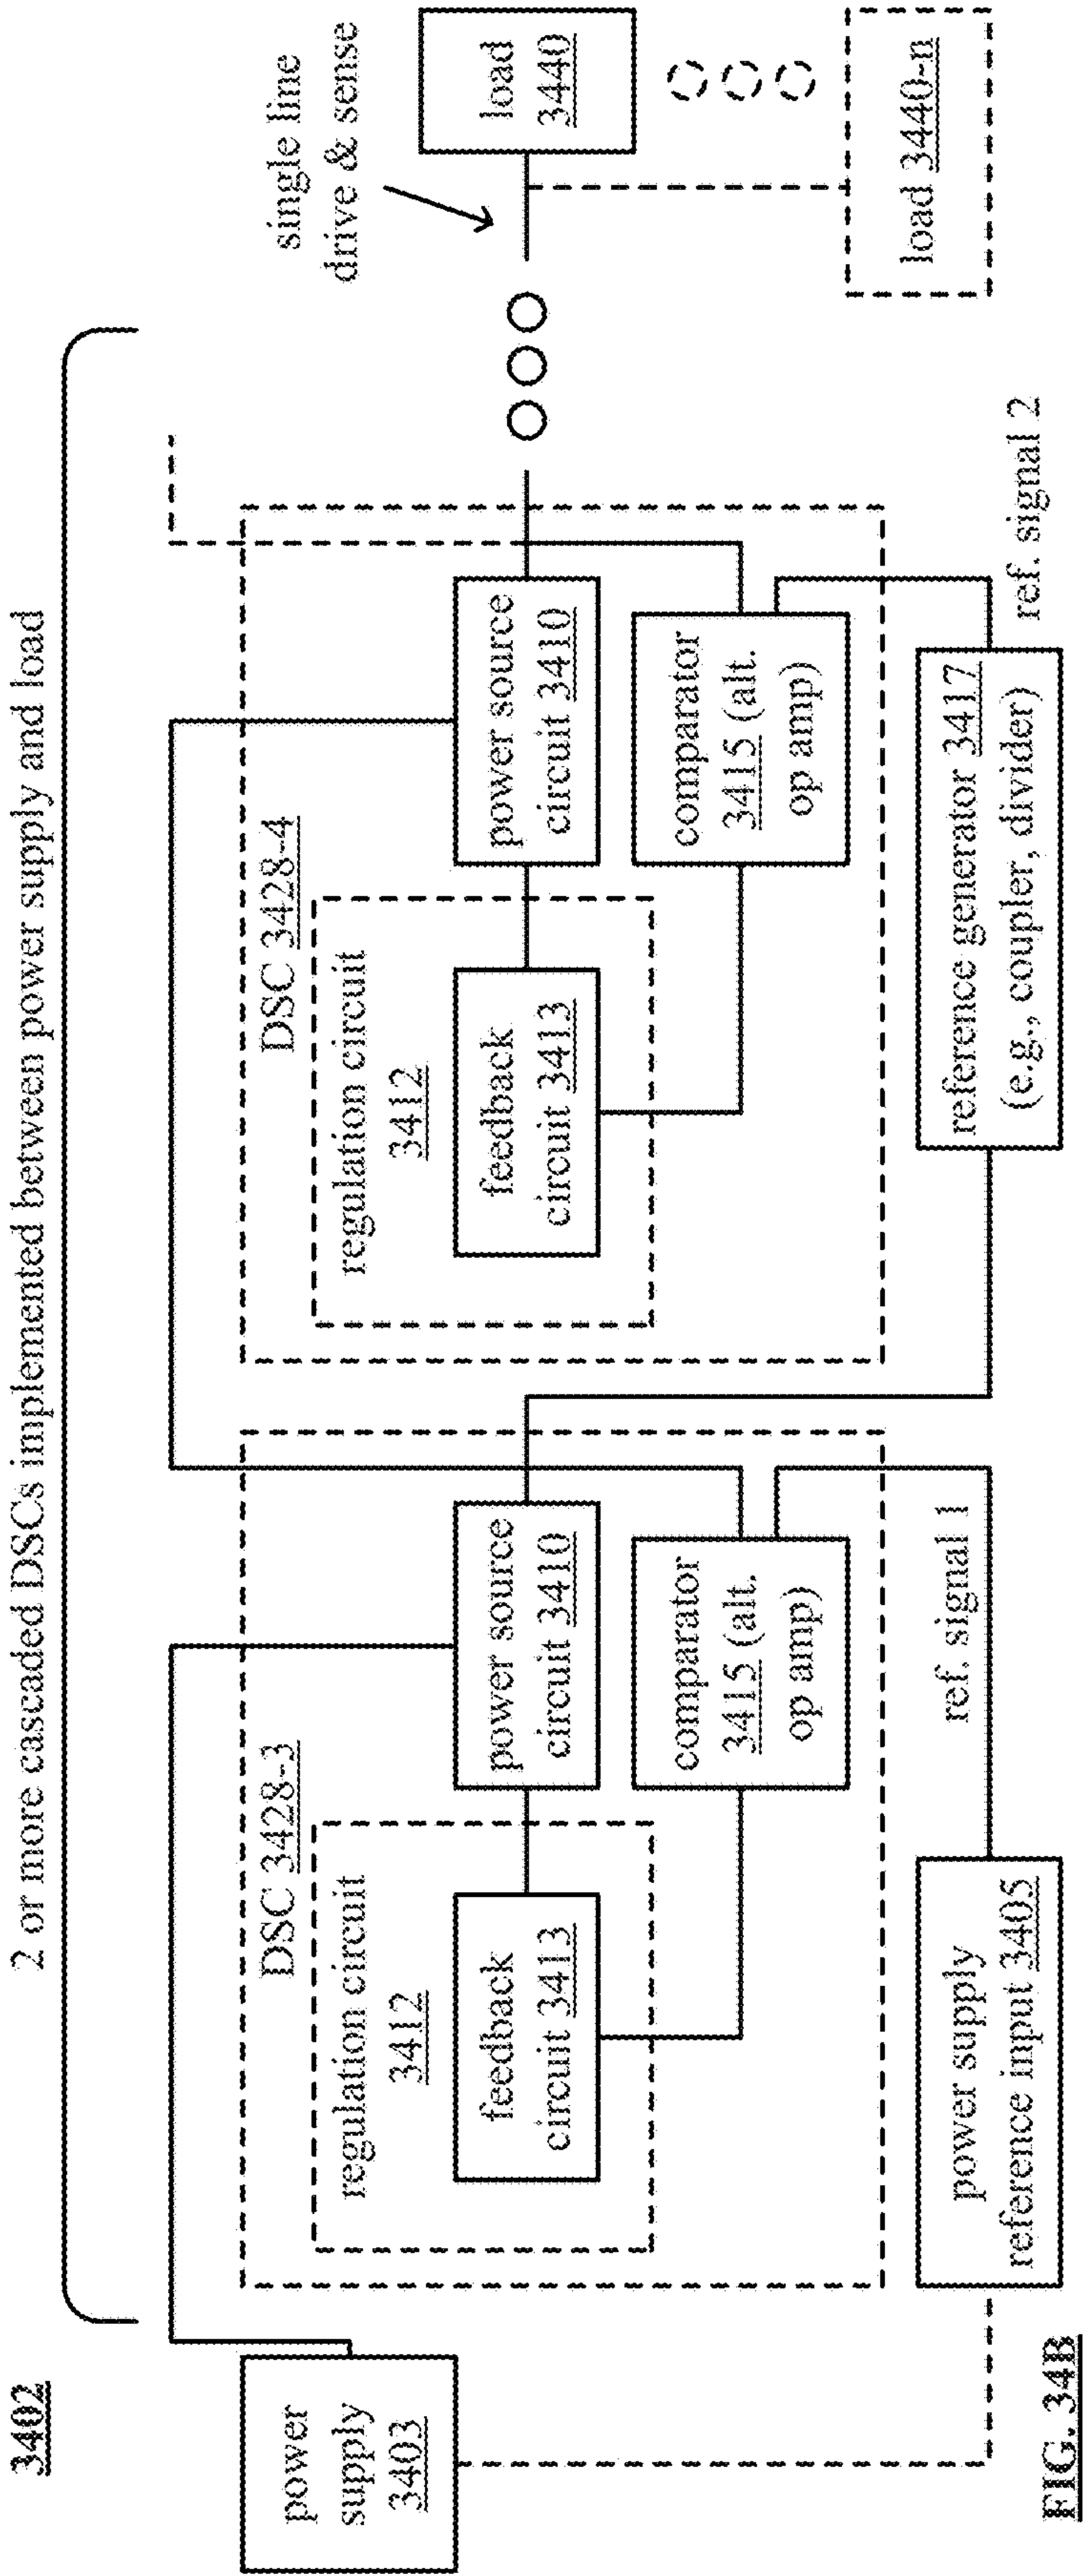 3402
2 or more cascaded DSCs implemented between power supply and load
power
supply
3403
DSC 3428-3
regulation circuit
3412
feedback
circuit 3413
power source
circuit 3410
comparator
3415 (alt.
op amp)
power supply
reference input 3405
ref. signal 1
DSC 3428-4
regulation circuit
3412
feedback
circuit 3413
power source
circuit 3410
comparator
3415 (alt.
op amp)
reference generator 3417
(e.g., coupler, divider)
ref. signal 2
single line
drive & sense
load
3440
load 3440-n
FIG. 34B